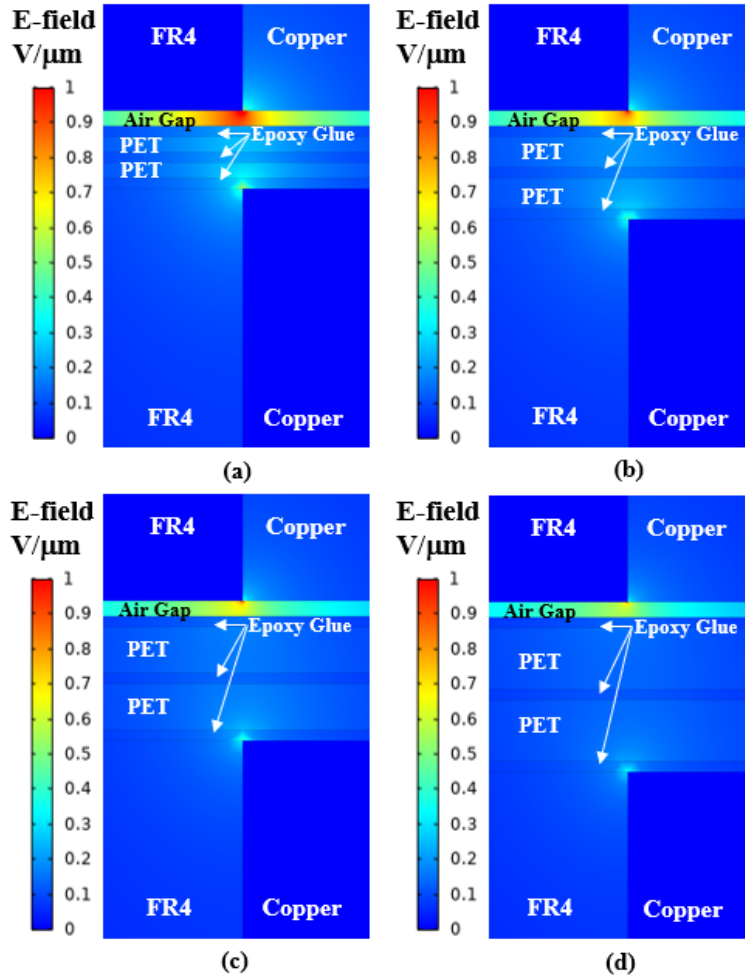 E-field
V/μm
1
0.9
0.8
0.7
0.6
0.5
0.4
0.3
0.2
0.1
0
FR4
Copper
Air Gap
Epoxy Glue
PET
PET
FR4
Copper
(a)
E-field
V/μm
1
0.9
0.8
0.7
0.6
0.5
0.4
0.3
0.2
0.1
0
FR4
Copper
Air Gap
Epoxy Glue
PET
PET
FR4
Copper
(b)
E-field
V/μm
1
0.9
0.8
0.7
0.6
0.5
0.4
0.3
0.2
0.1
0
FR4
Copper
Air Gap
Epoxy Glue
PET
PET
FR4
Copper
(c)
E-field
V/μm
1
0.9
0.8
0.7
0.6
0.5
0.4
0.3
0.2
0.1
0
FR4
Copper
Air Gap
Epoxy Glue
PET
PET
FR4
Copper
(d)